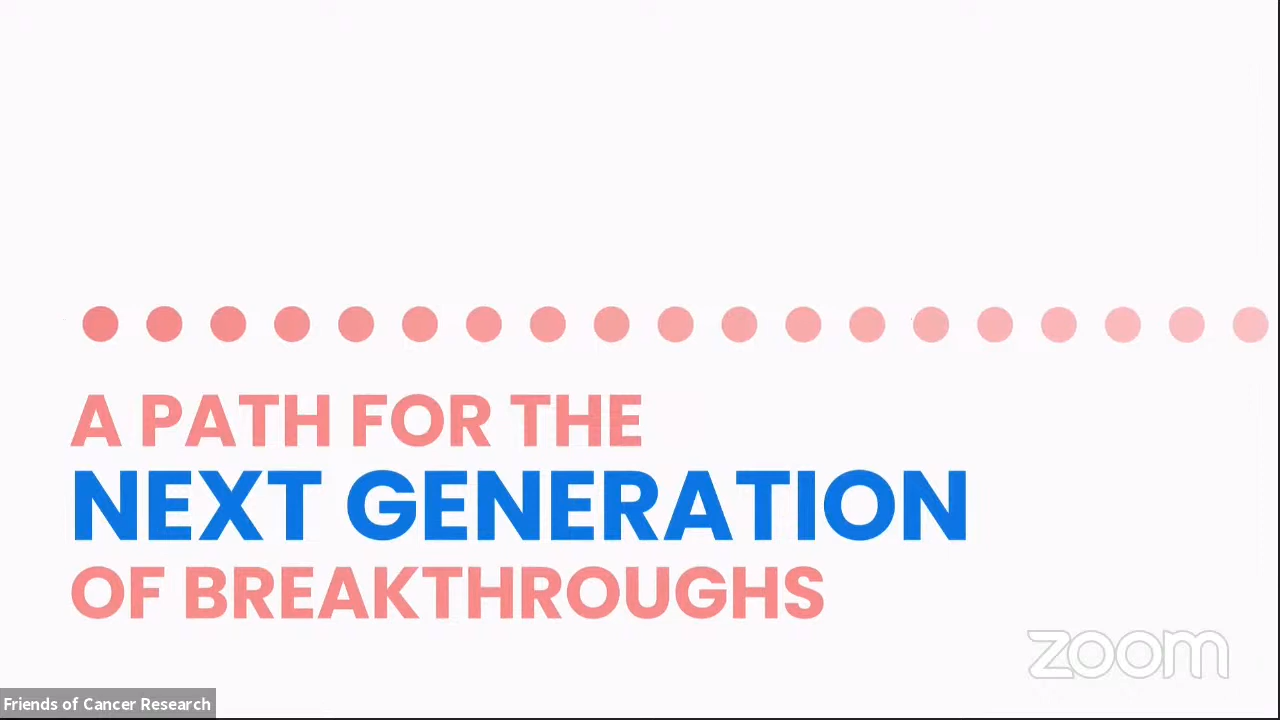 A PATH FOR THE
NEXT GENERATION
OF BREAKTHROUGHS
zoom
Friends of Cancer Research